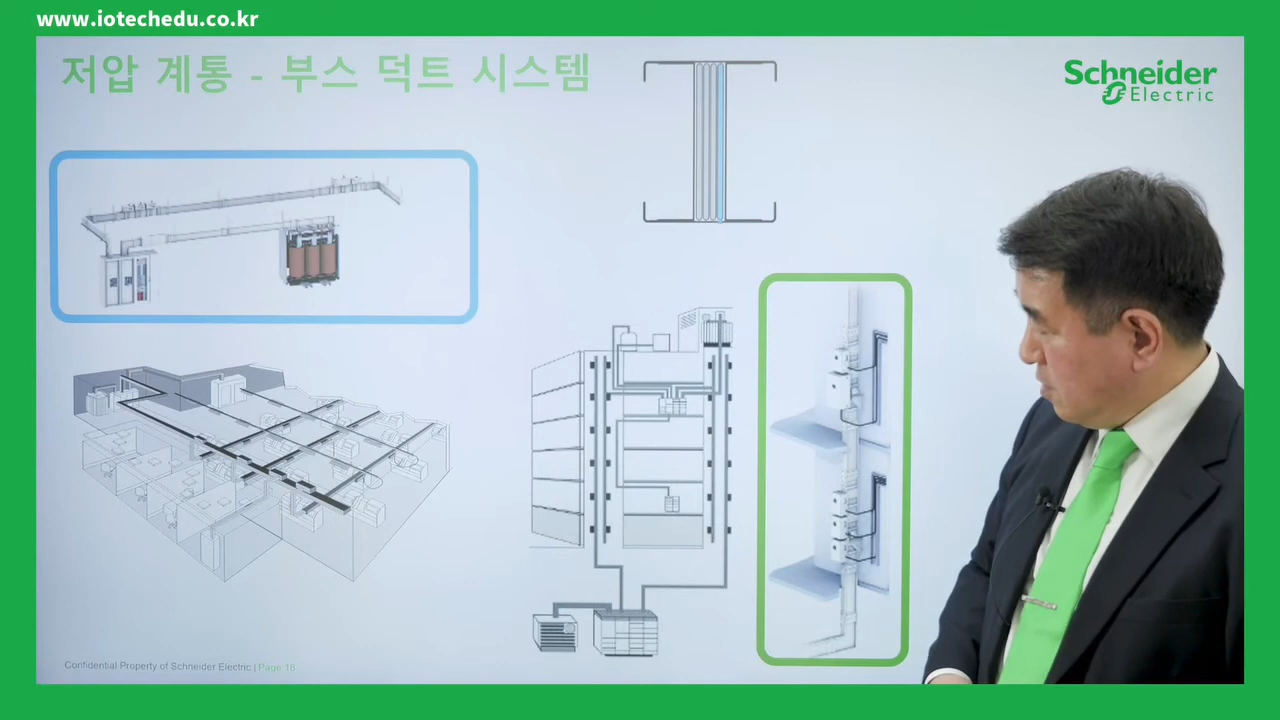 www.iotechedu.co.kr
저압 계통 - 부스 덕트 시스템
Schneider
Electric
Confidential Property of Schneider Electric | Page 18